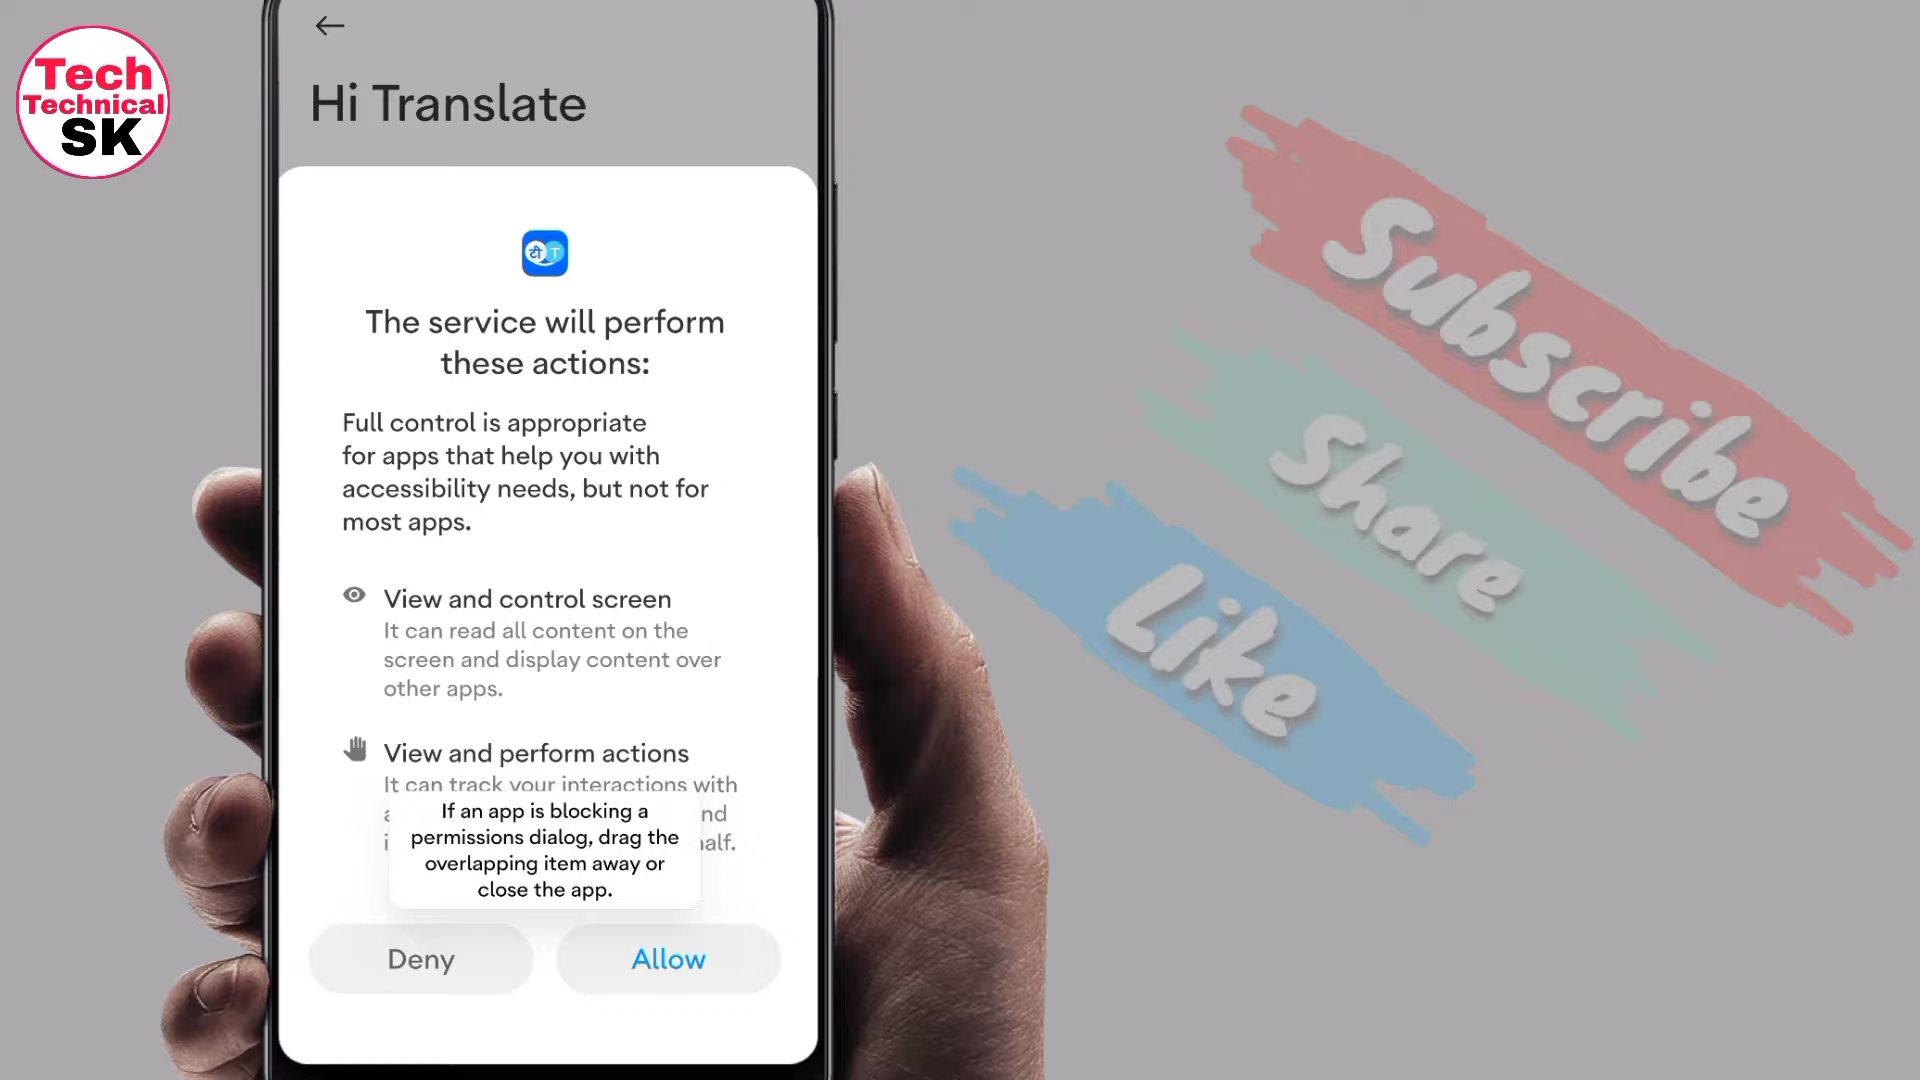 Tech
Technical
SK
Hi Translate
टी T
The service will perform
these actions:
Full control is appropriate
for apps that help you with
accessibility needs, but not for
most apps.
View and control screen
It can read all content on the
screen and display content over
other apps.
View and perform actions
It can track your interactions with
If an app is blocking a
permissions dialog, drag the
overlapping item away or
close the app.
Deny
Allow
Subscribe
Share
Like